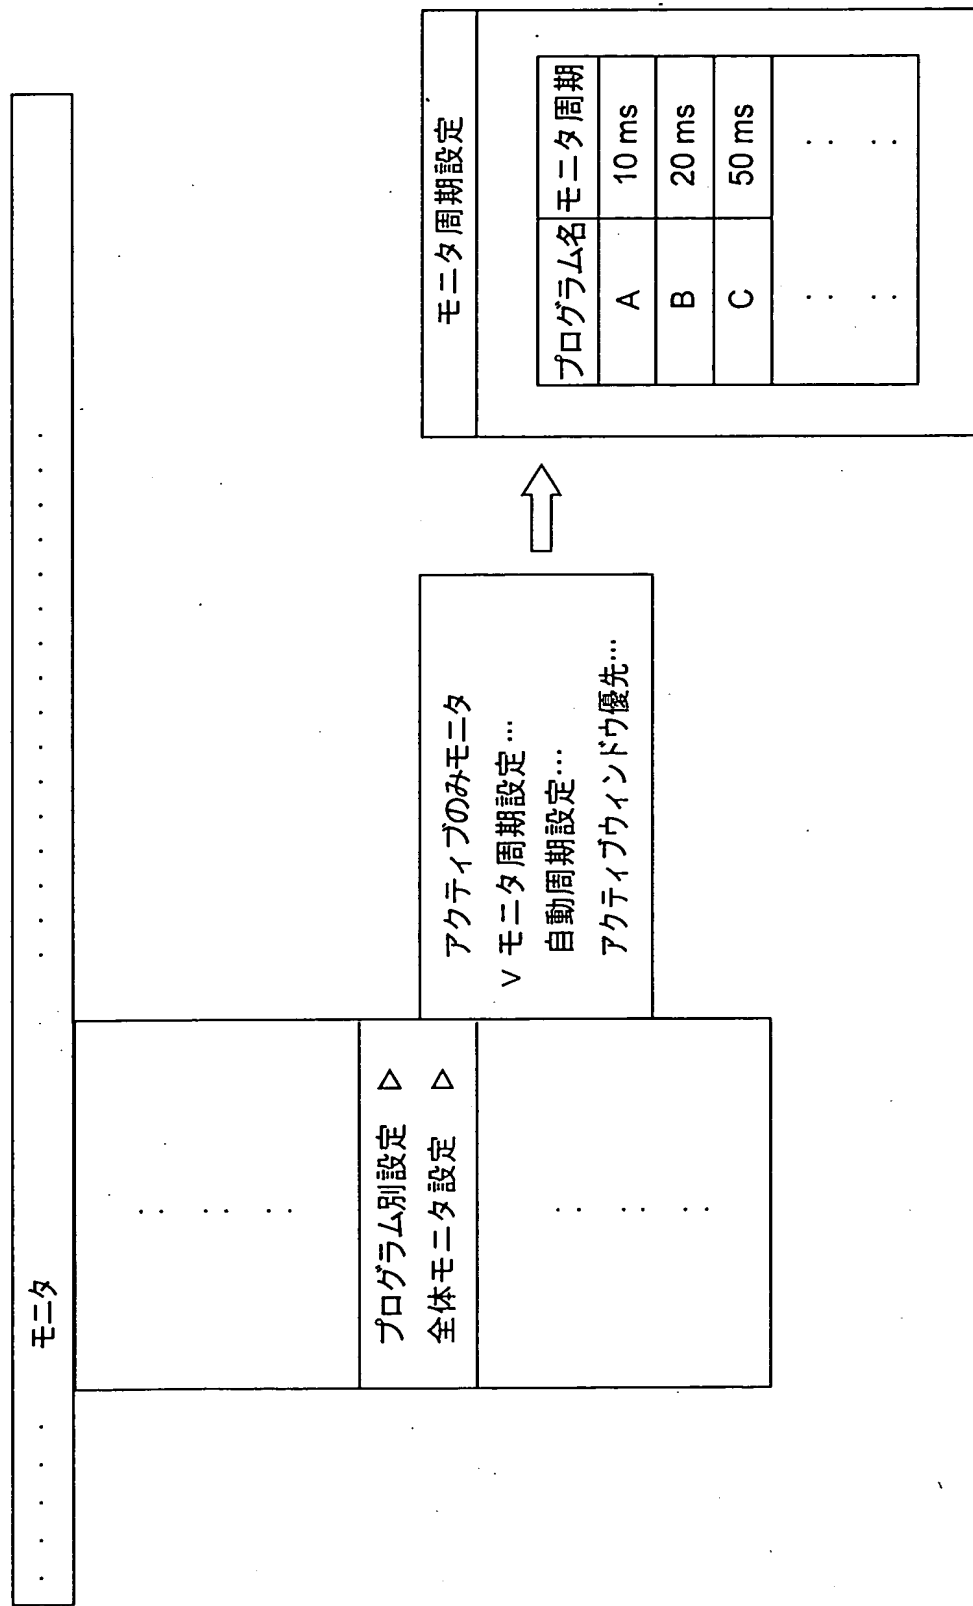 モニタ
プログラム別設定 ▷
全体モニタ設定 ▷
アクティブのみモニタ
∨ モニタ周期設定…
自動周期設定…
アクティブウィンドウ優先…
モニタ周期設定
プログラム名 モニタ周期
A 10 ms
B 20 ms
C 50 ms